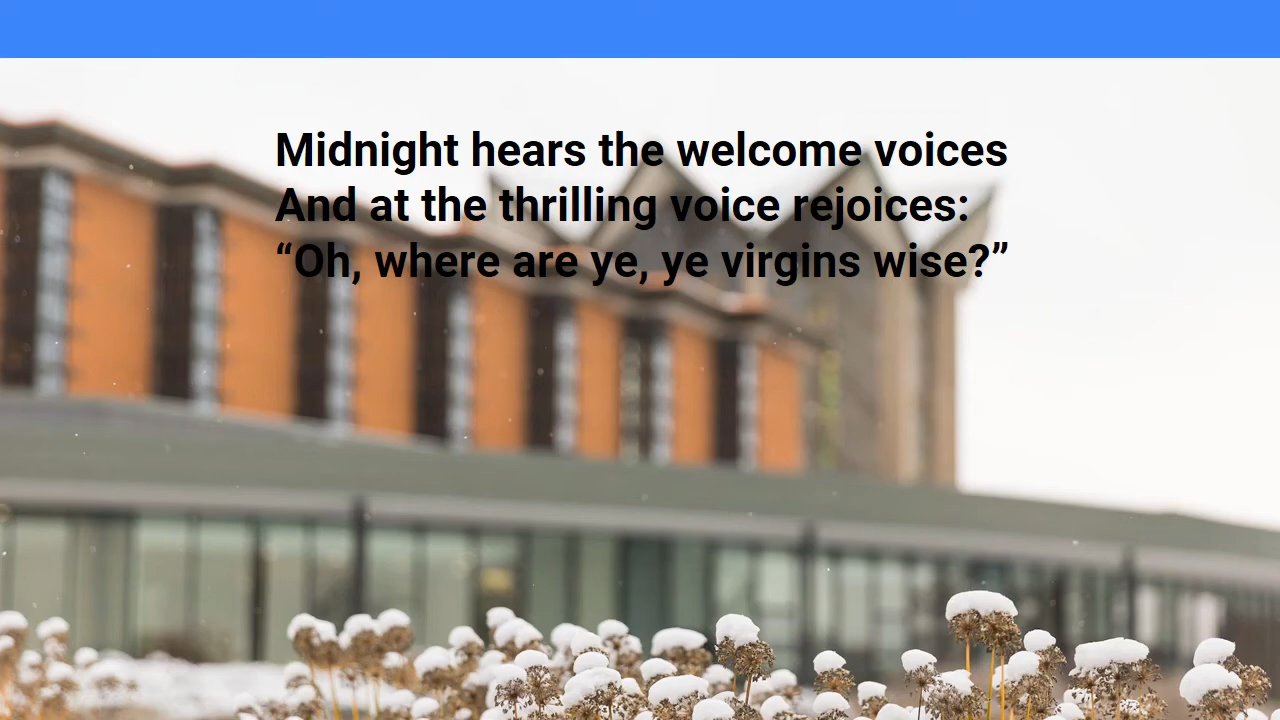 Midnight hears the welcome voices
And at the thrilling voice rejoices:
“Oh, where are ye, ye virgins wise?”